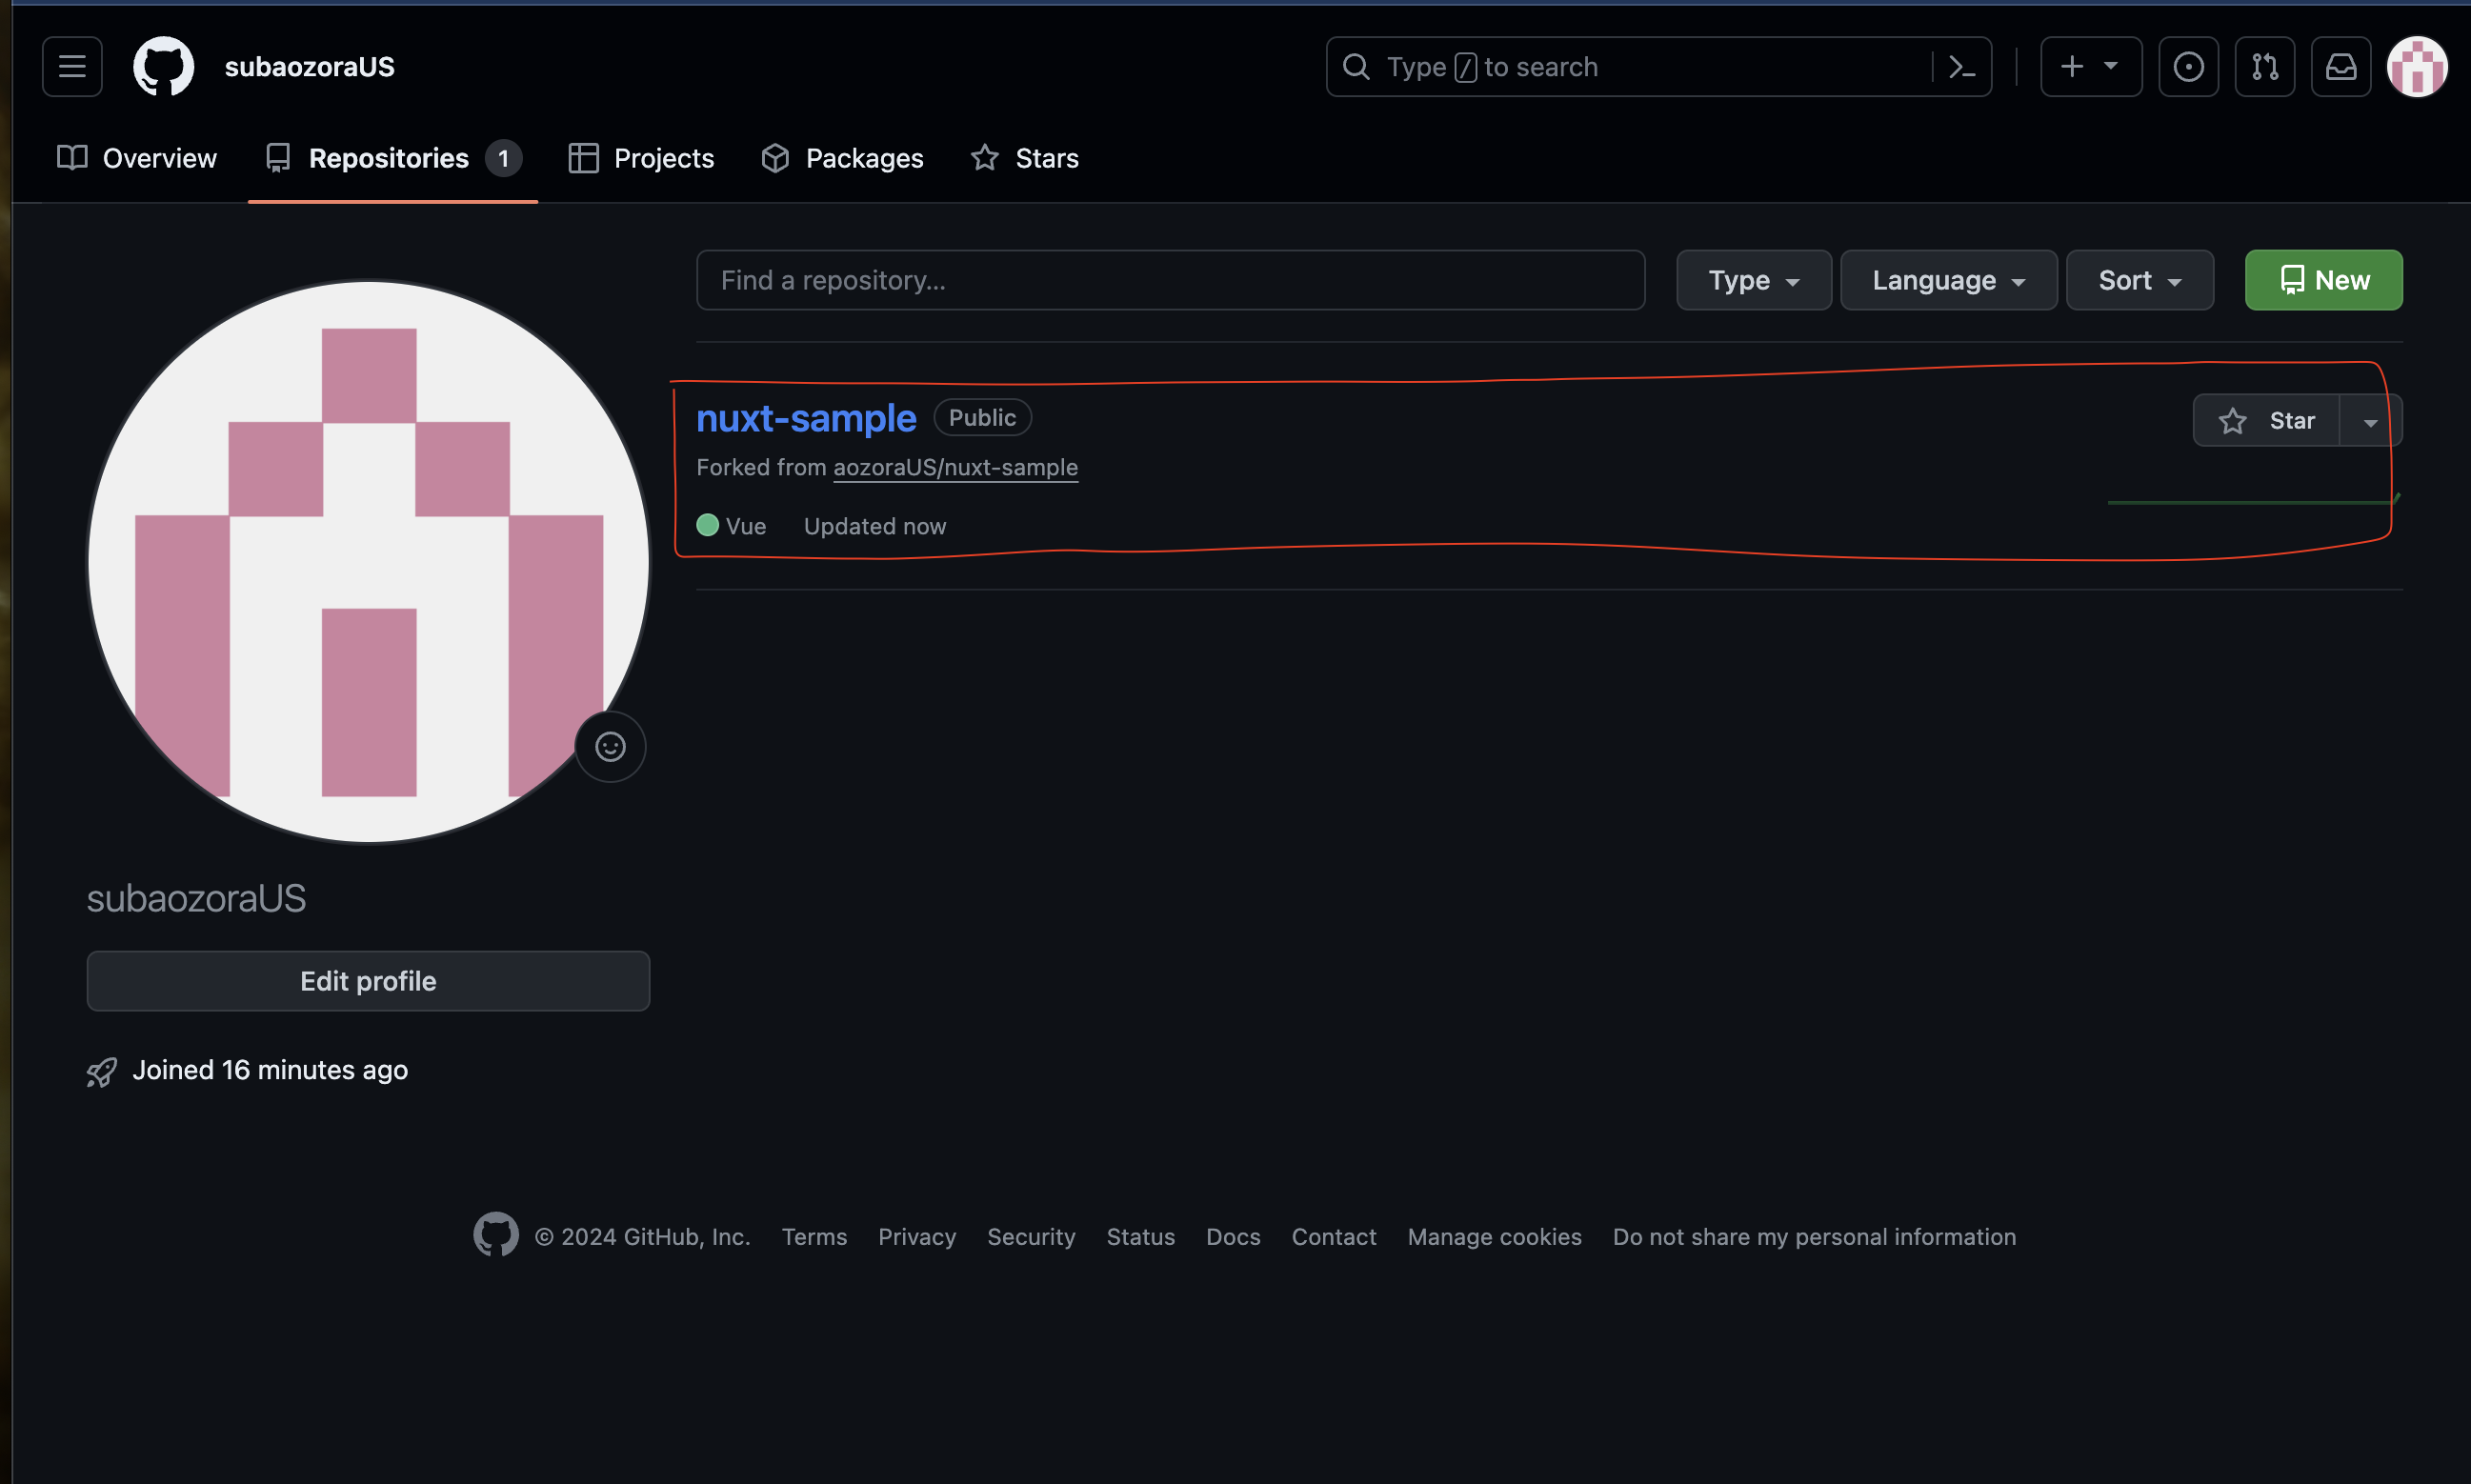 subaozoraUS
Type / to search
Overview
Repositories 1
Projects
Packages
Stars
Find a repository...
Type
Language
Sort
New
nuxt-sample Public
Star
Forked from aozoraUS/nuxt-sample
Vue Updated now
subaozoraUS
Edit profile
Joined 16 minutes ago
© 2024 GitHub, Inc. Terms Privacy Security Status Docs Contact Manage cookies Do not share my personal information